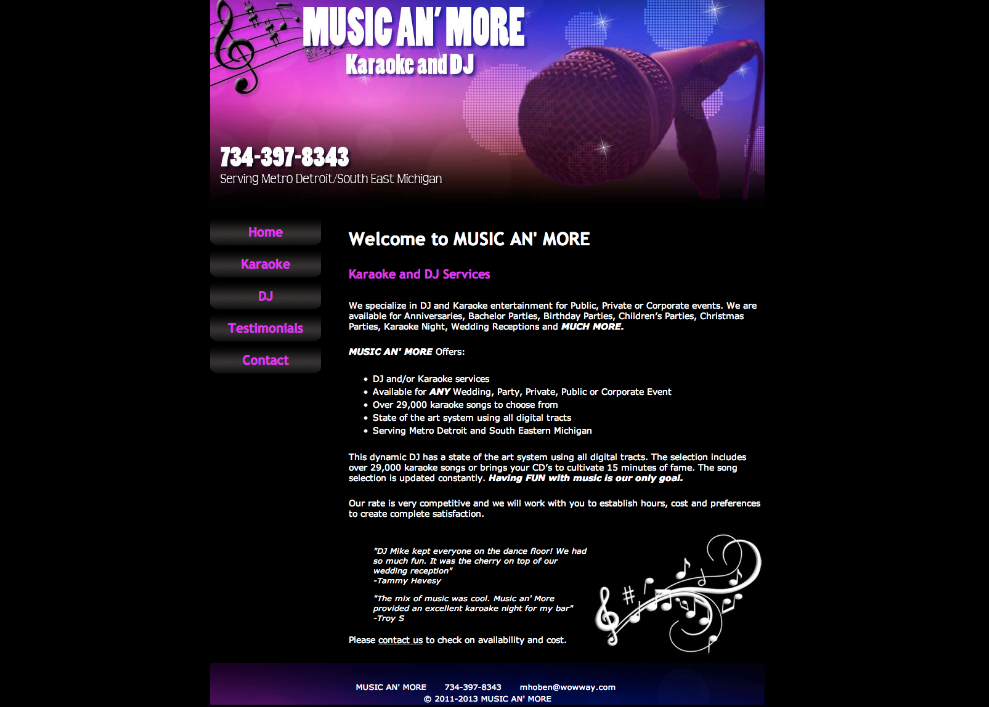 MUSIC AN' MORE
Karaoke and DJ
734-397-8343
Serving Metro Detroit/South East Michigan
Home
Karaoke
DJ
Testimonials
Contact
Welcome to MUSIC AN' MORE
Karaoke and DJ Services
We specialize in DJ and Karaoke entertainment for Public, Private or Corporate events. We are
available for Anniversaries, Bachelor Parties, Birthday Parties, Children's Parties, Christmas
Parties, Karaoke Night, Wedding Receptions and MUCH MORE.
MUSIC AN' MORE Offers:
• DJ and/or Karaoke services
• Available for ANY Wedding, Party, Private, Public or Corporate Event
• Over 29,000 karaoke songs to choose from
• State of the art system using all digital tracts
• Serving Metro Detroit and South Eastern Michigan
This dynamic DJ has a state of the art system using all digital tracts. The selection includes
over 29,000 karaoke songs or brings your CD's to cultivate 15 minutes of fame. The song
selection is updated constantly. Having FUN with music is our only goal.
Our rate is very competitive and we will work with you to establish hours, cost and preferences
to create complete satisfaction.
"DJ Mike kept everyone on the dance floor! We had
so much fun. It was the cherry on top of our
wedding reception"
-Tammy Hevesy
"The mix of music was cool. Music an' More
provided an excellent karoake night for my bar"
-Troy S
Please contact us to check on availability and cost.
MUSIC AN' MORE 734-397-8343 mhoben@wowway.com
© 2011-2013 MUSIC AN' MORE